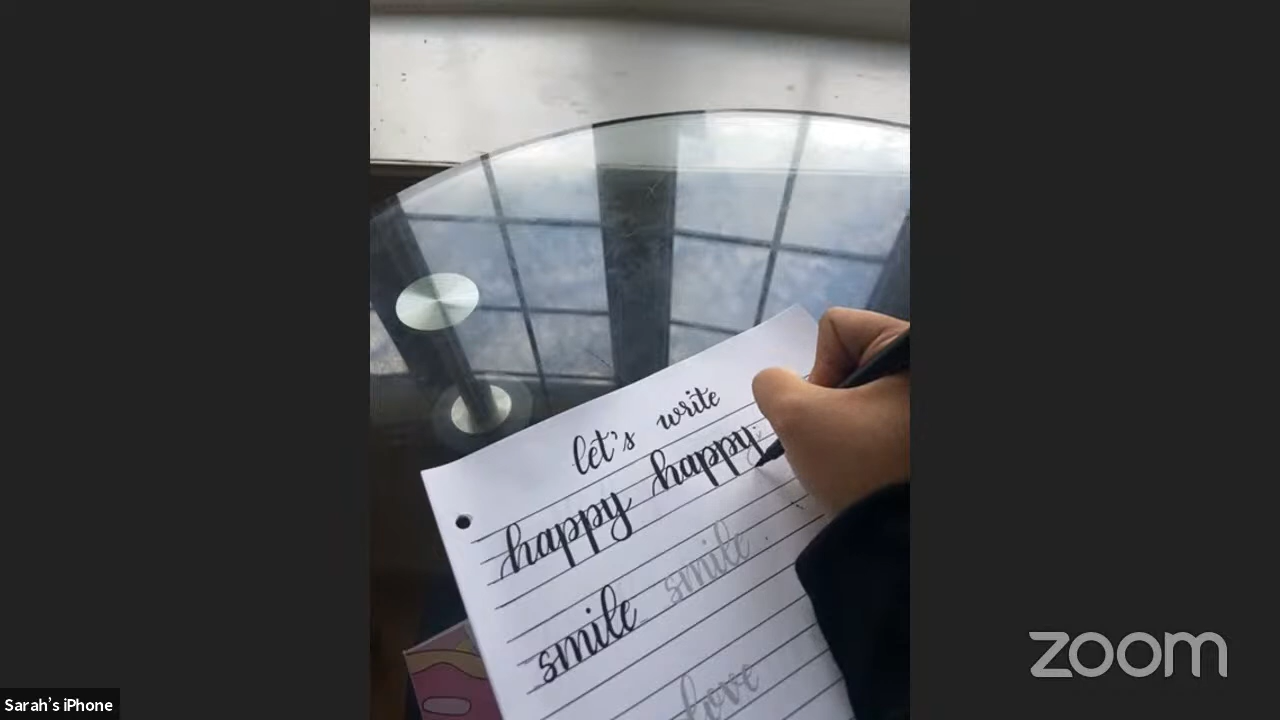 let's write
happy happy
smile smile
love
Sarah's iPhone
zoom